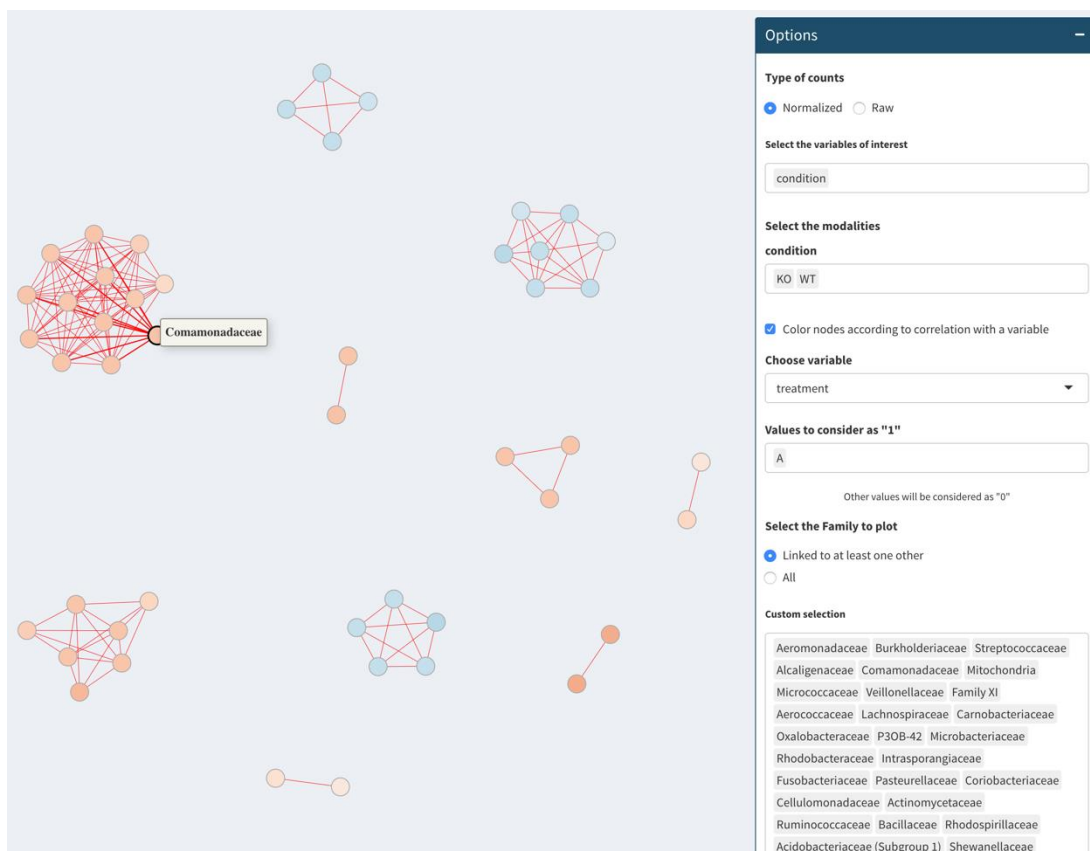 Comamonadaceae
Options
Type of counts
Normalized Raw
Select the variables of interest
condition
Select the modalities
condition
KO WT
Color nodes according to correlation with a variable
Choose variable
treatment
Values to consider as "1"
A
Other values will be considered as "0"
Select the Family to plot
Linked to at least one other
All
Custom selection
Aeromonadaceae Burkholderiaceae Streptococcaceae
Alcaligenaceae Comamonadaceae Mitochondria
Micrococcaceae Veillonellaceae Family XI
Aerococcaceae Lachnospiraceae Carnobacteriaceae
Oxalobacteraceae P3OB-42 Microbacteriaceae
Rhodobacteraceae Intrasporangiaceae
Fusobacteriaceae Pasteurellaceae Coriobacteriaceae
Cellulomonadaceae Actinomycetaceae
Ruminococcaceae Bacillaceae Rhodospirillaceae
Acidobacteriaceae (Subgroup 1) Shewanellaceae